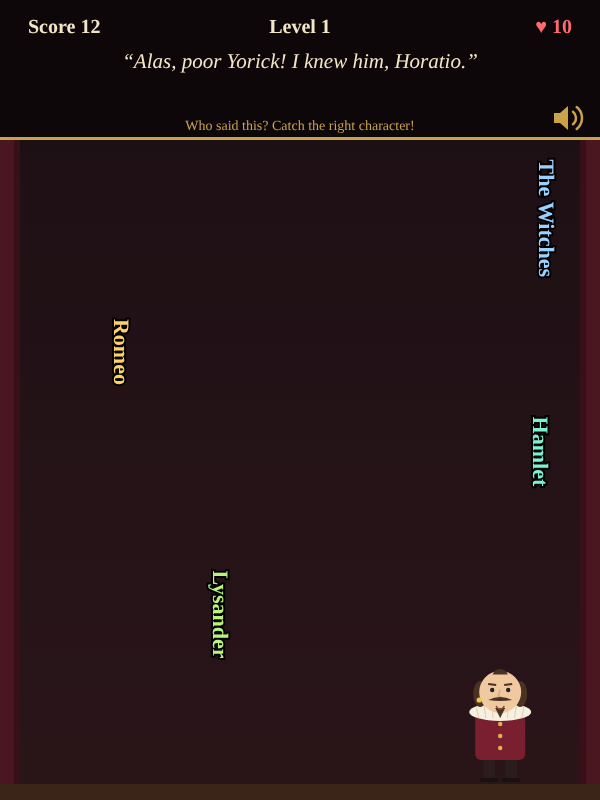 Score 12
Level 1
♥ 10
“Alas, poor Yorick! I knew him, Horatio.”
Who said this? Catch the right character!
The Witches
Romeo
Hamlet
Lysander